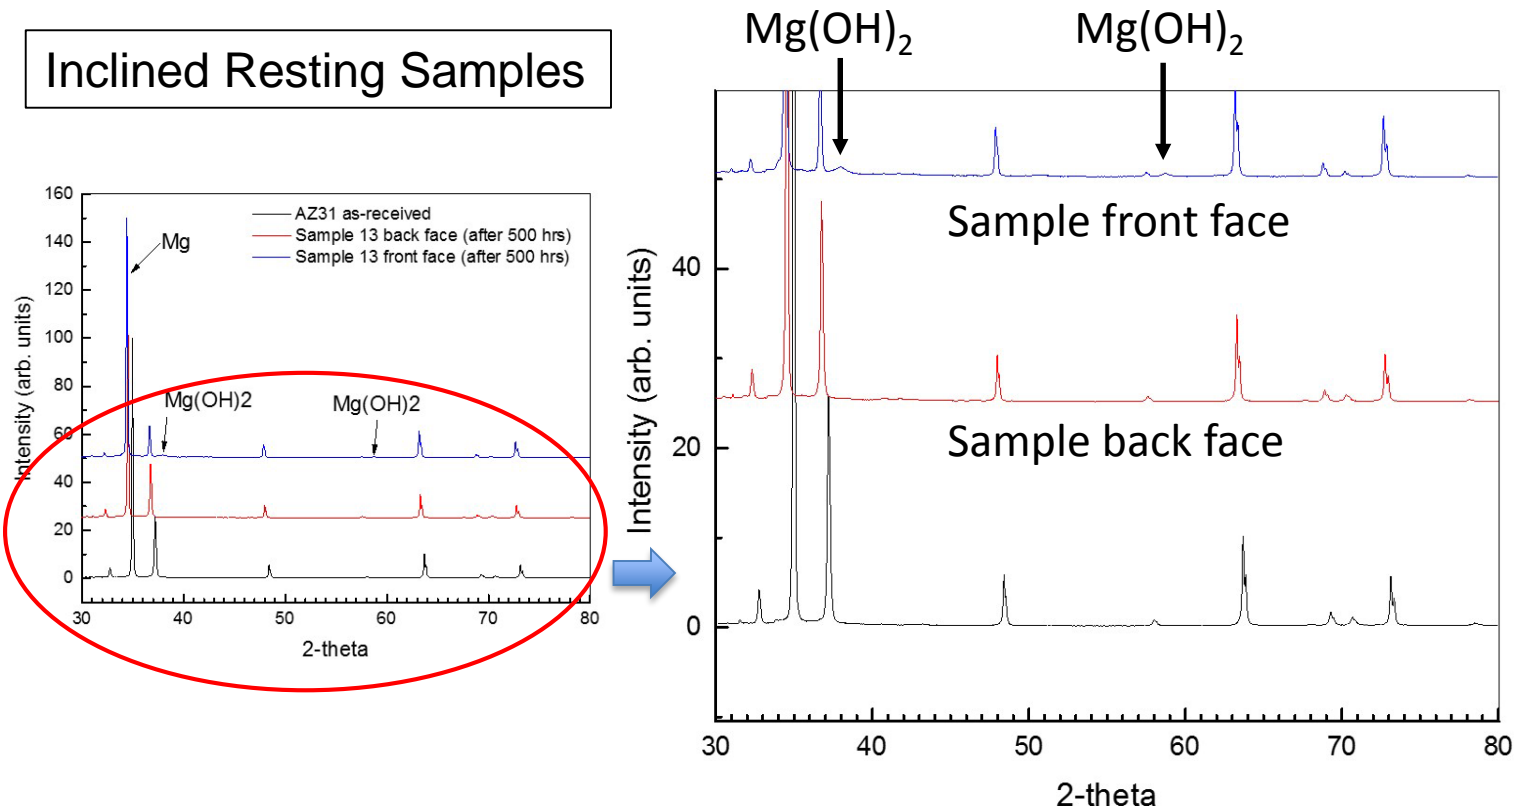 Inclined Resting Samples
160
140
120
100
80
60
40
20
0
Intensity (arb. units)
AZ31 as-received
Sample 13 back face (after 500 hrs)
Sample 13 front face (after 500 hrs)
Mg
Mg(OH)2
Mg(OH)2
30 40 50 60 70 80
2-theta
Mg(OH)₂ Mg(OH)₂
Sample front face
Sample back face
40
20
0
Intensity (arb. units)
30 40 50 60 70 80
2-theta